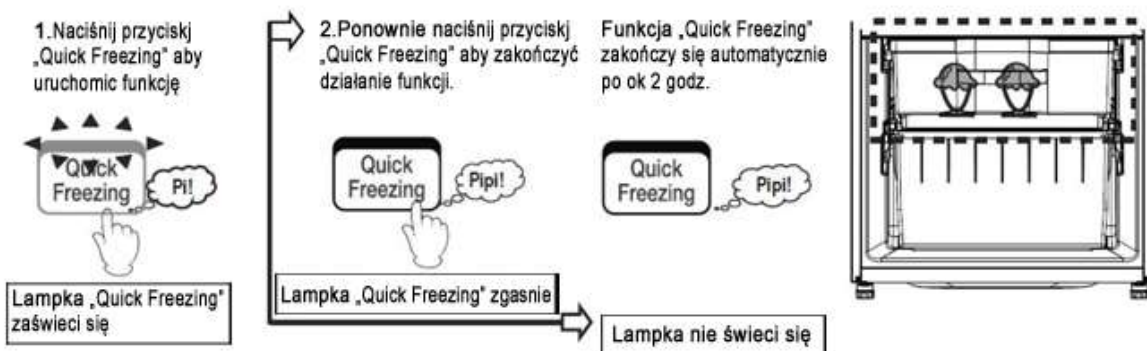 1.Naciśnij przyciskj
„Quick Freezing" aby
uruchomic funkcję
Quick
Freezing
Pi!
Lampka „Quick Freezing"
zaświeci się
2.Ponownie naciśnij przyciskj
„Quick Freezing" aby zakończyć
działanie funkcji.
Quick
Freezing
Pipi!
Lampka „Quick Freezing" zgasnie
Funkcja „Quick Freezing"
zakończy się automatycznie
po ok 2 godz.
Quick
Freezing
Pipi!
Lampka nie świeci się